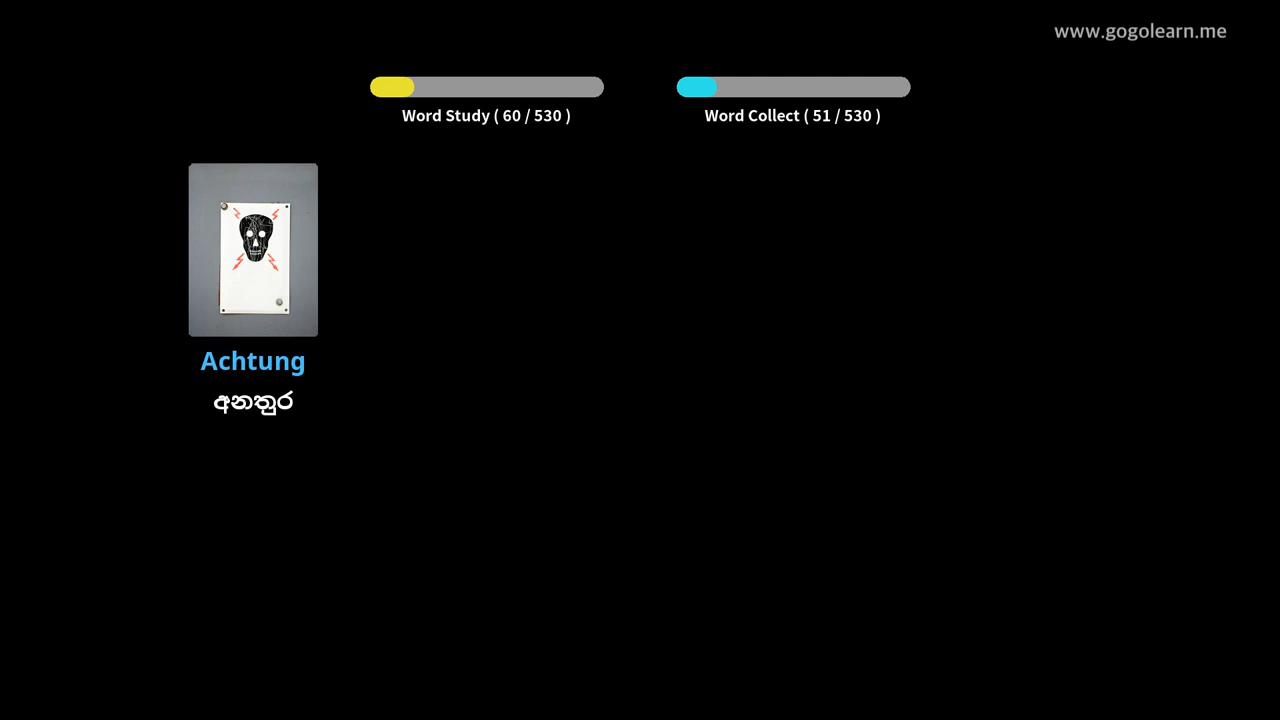 www.gogolearn.me
Word Study ( 60 / 530 )
Word Collect ( 51 / 530 )
Achtung
අනතුර